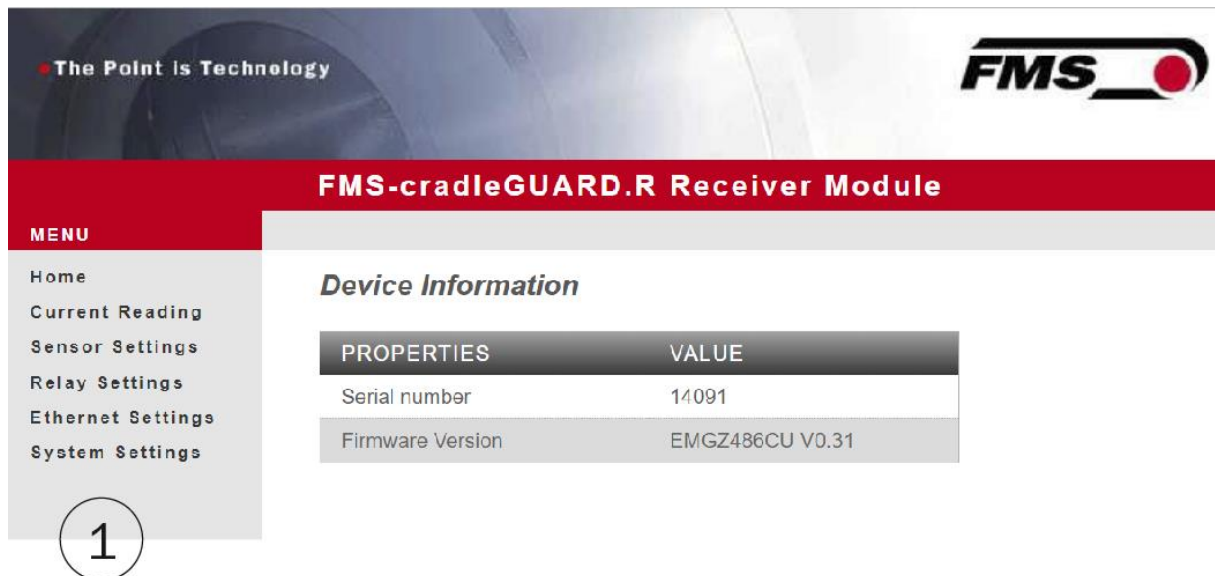 The Point is Technology
FMS
FMS-cradleGUARD.R Receiver Module
MENU
Home
Current Reading
Sensor Settings
Relay Settings
Ethernet Settings
System Settings
1
Device Information
PROPERTIES VALUE
Serial number 14091
Firmware Version EMGZ486CU V0.31